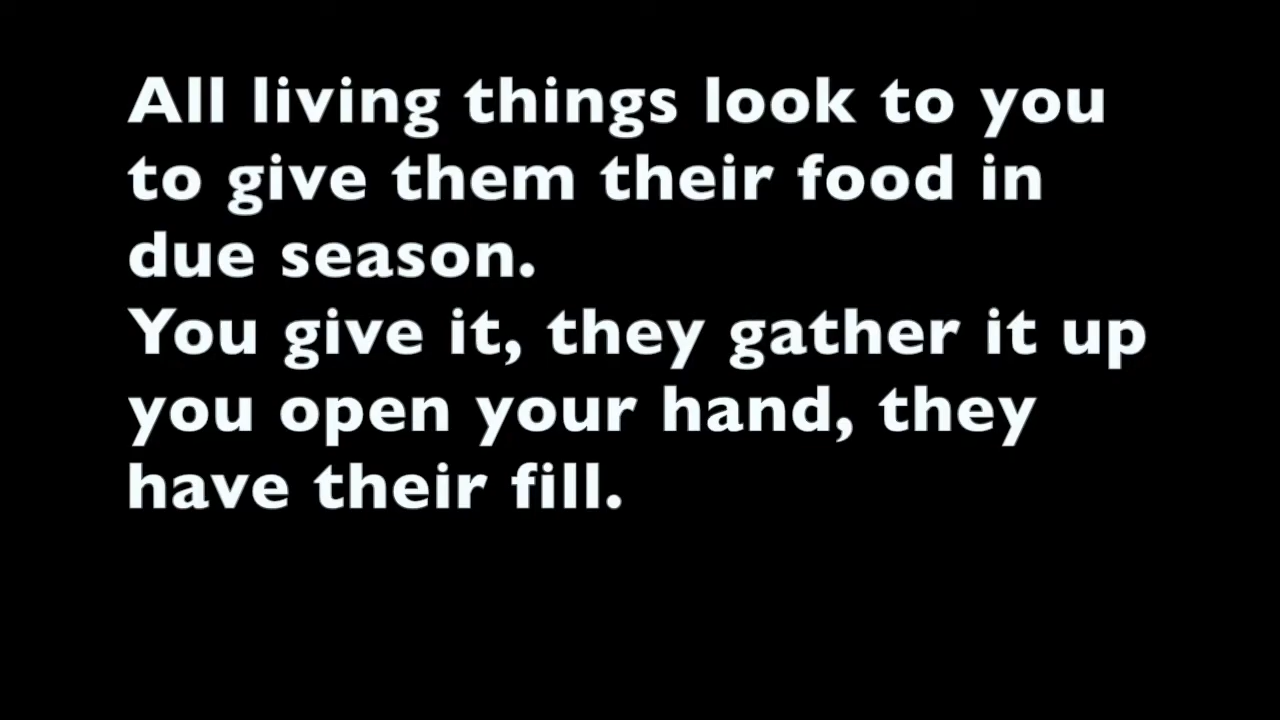 All living things look to you
to give them their food in
due season.
You give it, they gather it up
you open your hand, they
have their fill.